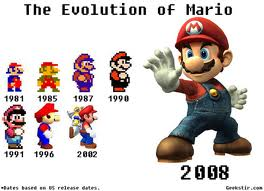 The Evolution of Mario
1981 1985 1987 1990
1991 1996 2002
2008
*Dates based on US release dates.
Geekstir.com